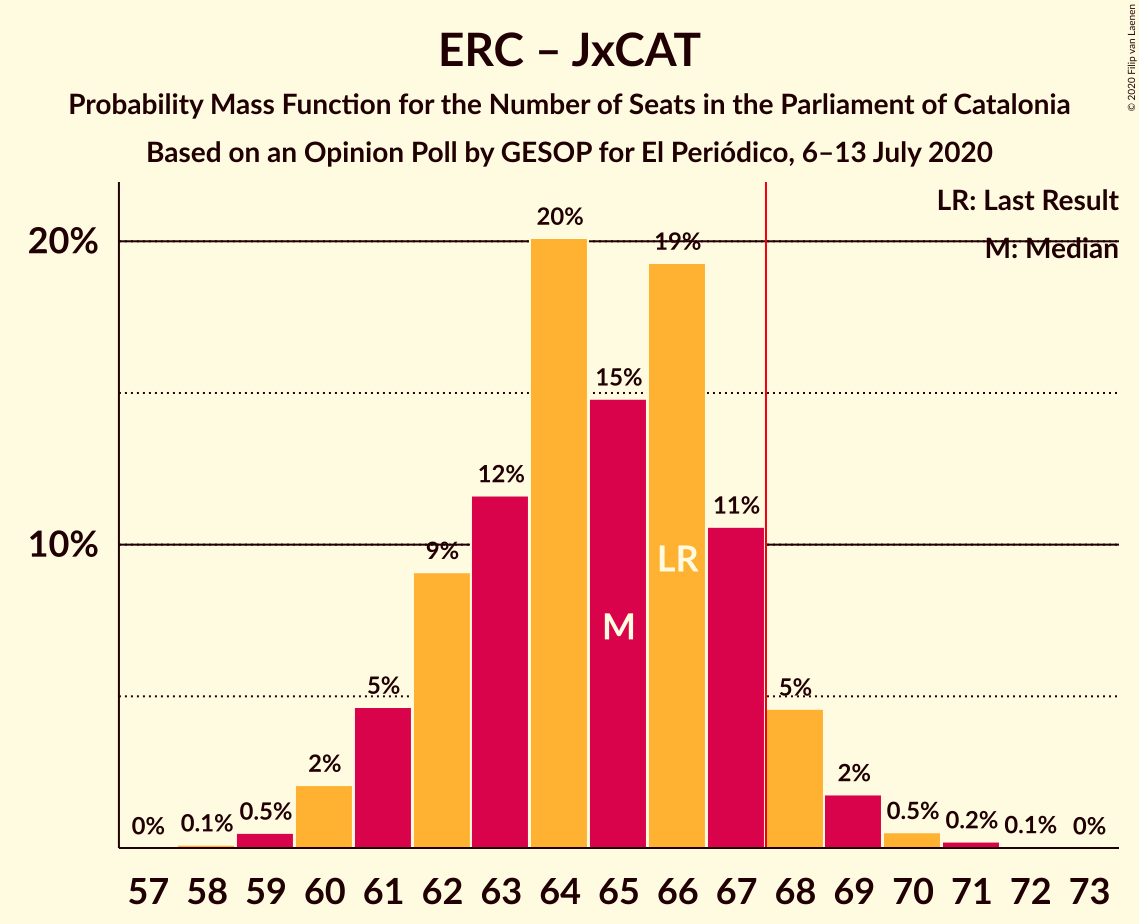 ERC – JxCAT
Probability Mass Function for the Number of Seats in the Parliament of Catalonia
Based on an Opinion Poll by GESOP for El Periódico, 6–13 July 2020
© 2020 Filip van Laenen
LR: Last Result
M: Median
20%
10%
0% 0.1% 0.5% 2% 5% 9% 12% 20% 15% 19% 11% 5% 2% 0.5% 0.2% 0.1% 0%
M
LR
57 58 59 60 61 62 63 64 65 66 67 68 69 70 71 72 73